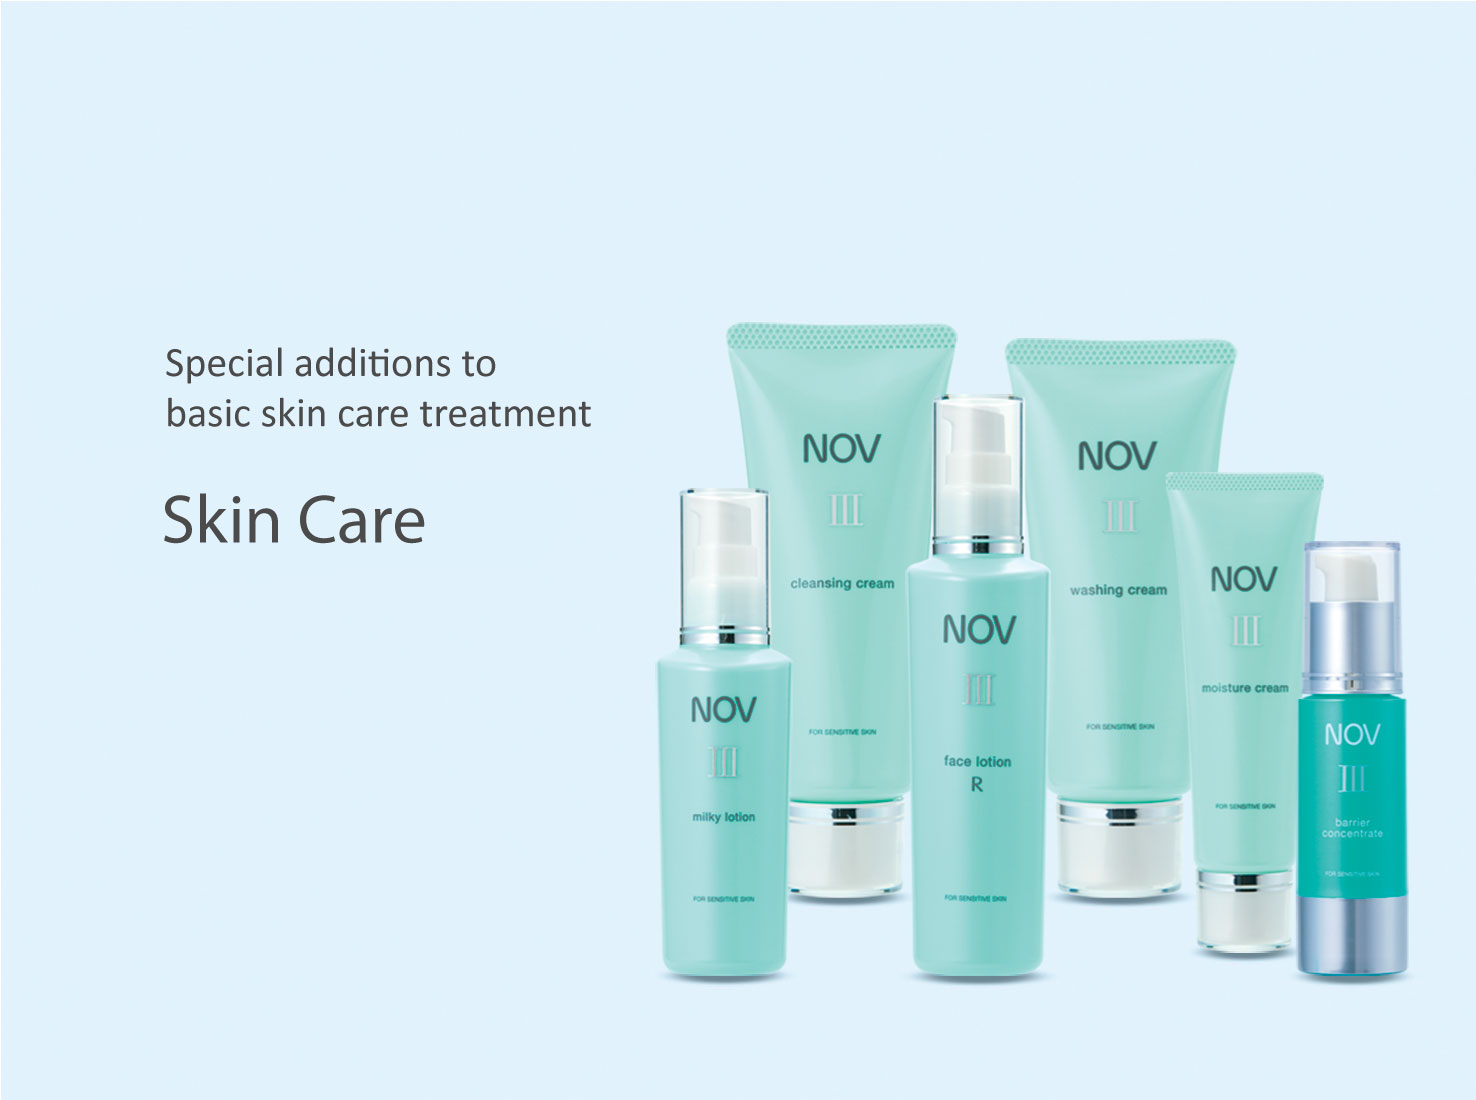 Special additions to
basic skin care treatment
Skin Care
NOV
III
milky lotion
FOR SENSITIVE SKIN
NOV
III
cleansing cream
FOR SENSITIVE SKIN
NOV
III
face lotion
R
FOR SENSITIVE SKIN
NOV
III
washing cream
FOR SENSITIVE SKIN
NOV
III
moisture cream
FOR SENSITIVE SKIN
NOV
III
barrier
concentrate
FOR SENSITIVE SKIN